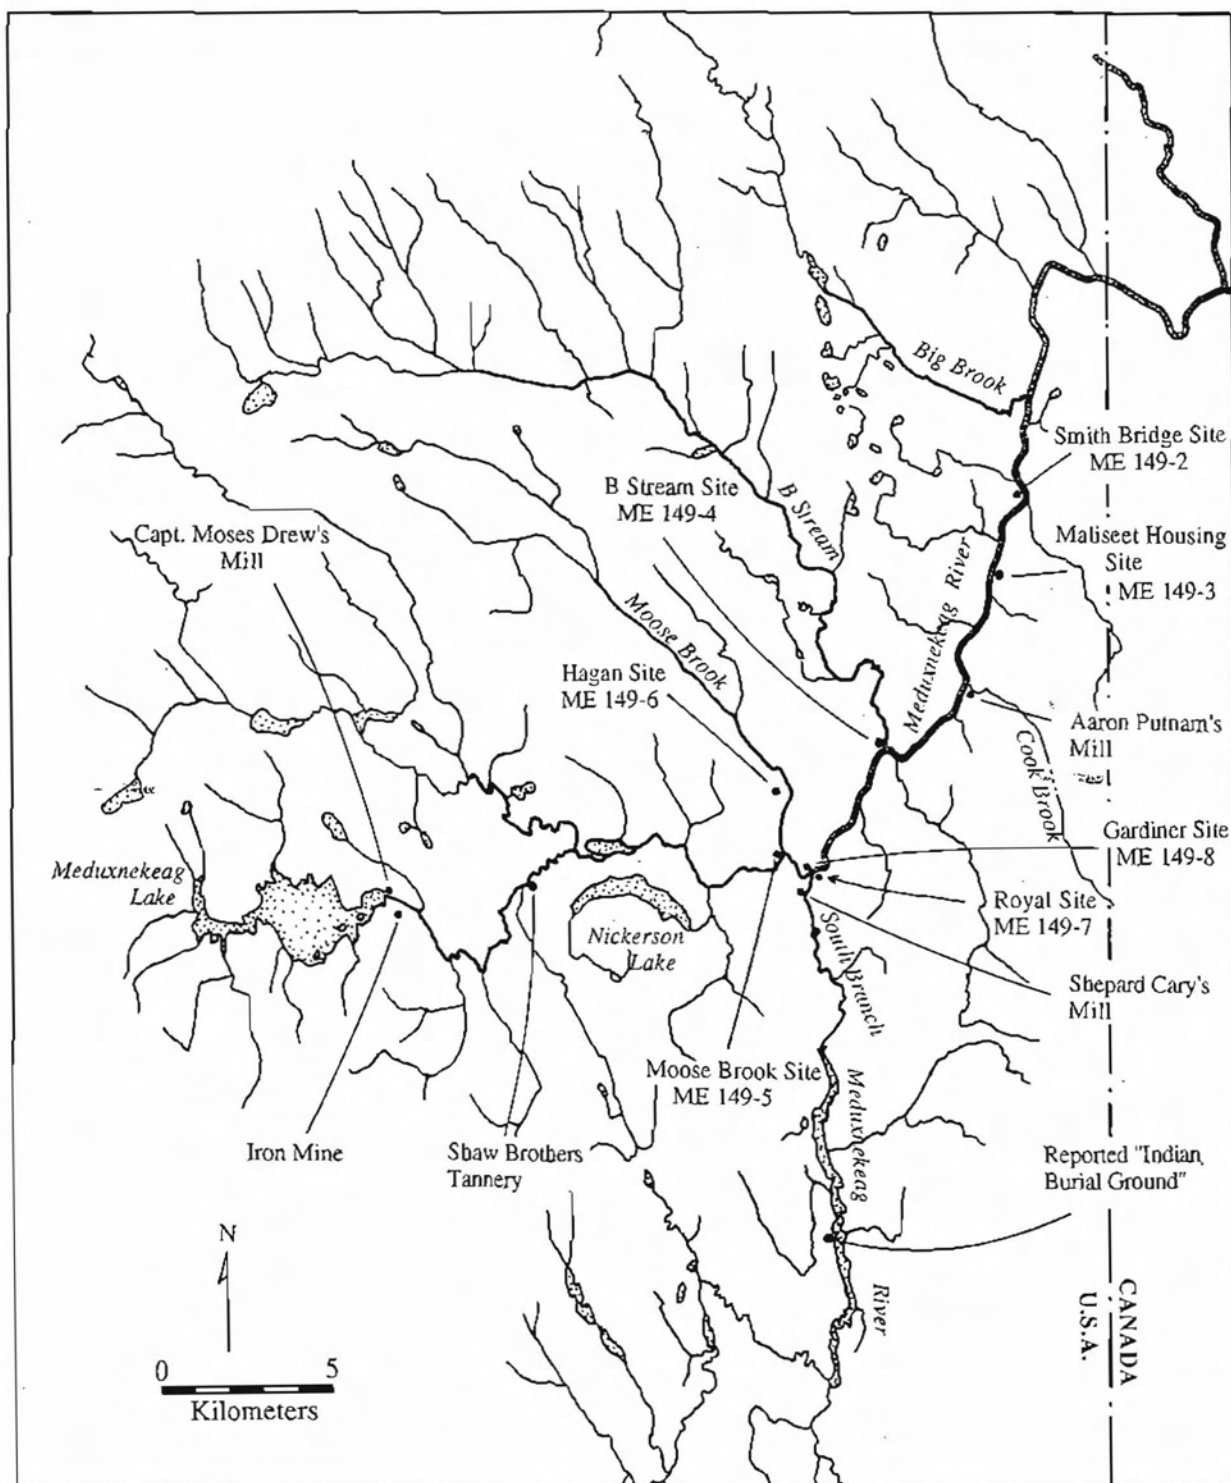 Big Brook
Smith Bridge Site
ME 149-2
B Stream Site
ME 149-4
B Stream
Capt. Moses Drew's
Mill
Maliseet Housing
Site
ME 149-3
Meduxnekeag River
Moose Brook
Hagan Site
ME 149-6
Aaron Putnam's
Mill
Cook Brook
Gardiner Site
ME 149-8
Meduxnekeag
Lake
Royal Site
ME 149-7
Nickerson
Lake
South Branch
Meduxnekeag
River
Shepard Cary's
Mill
Moose Brook Site
ME 149-5
Iron Mine
Shaw Brothers
Tannery
Reported "Indian
Burial Ground"
N
CANADA
U.S.A.
0 5
Kilometers